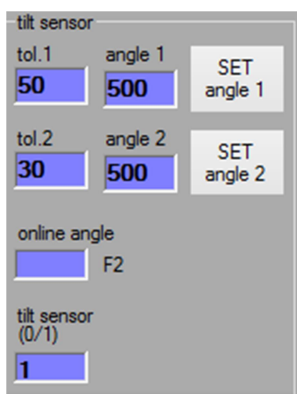 tilt sensor
tol.1 angle 1
50 500 SET
angle 1
tol.2 angle 2
30 500 SET
angle 2
online angle
F2
tilt sensor
(0/1)
1